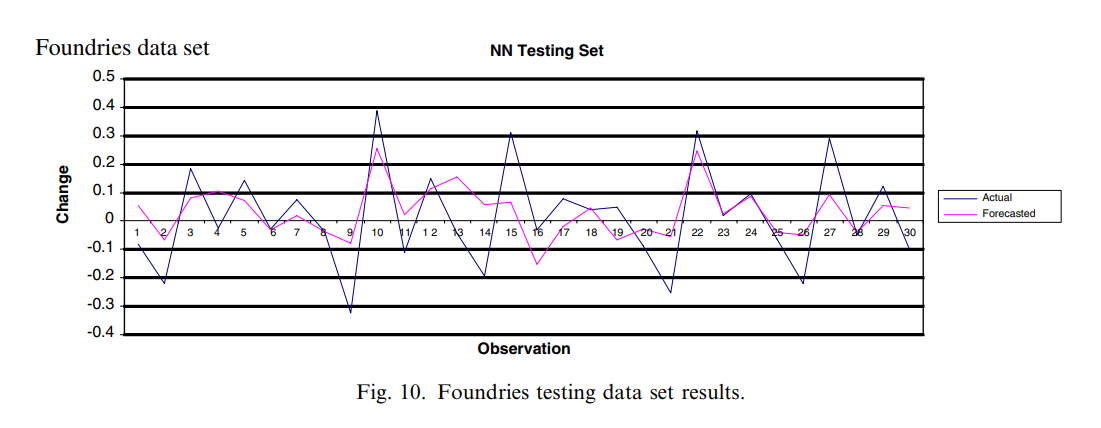 Foundries data set
NN Testing Set
0.5
0.4
0.3
0.2
0.1
0
-0.1
-0.2
-0.3
-0.4
Change
1 2 3 4 5 6 7 8 9 10 11 12 13 14 15 16 17 18 19 20 21 22 23 24 25 26 27 28 29 30
Observation
Actual
Forecasted
Fig. 10. Foundries testing data set results.